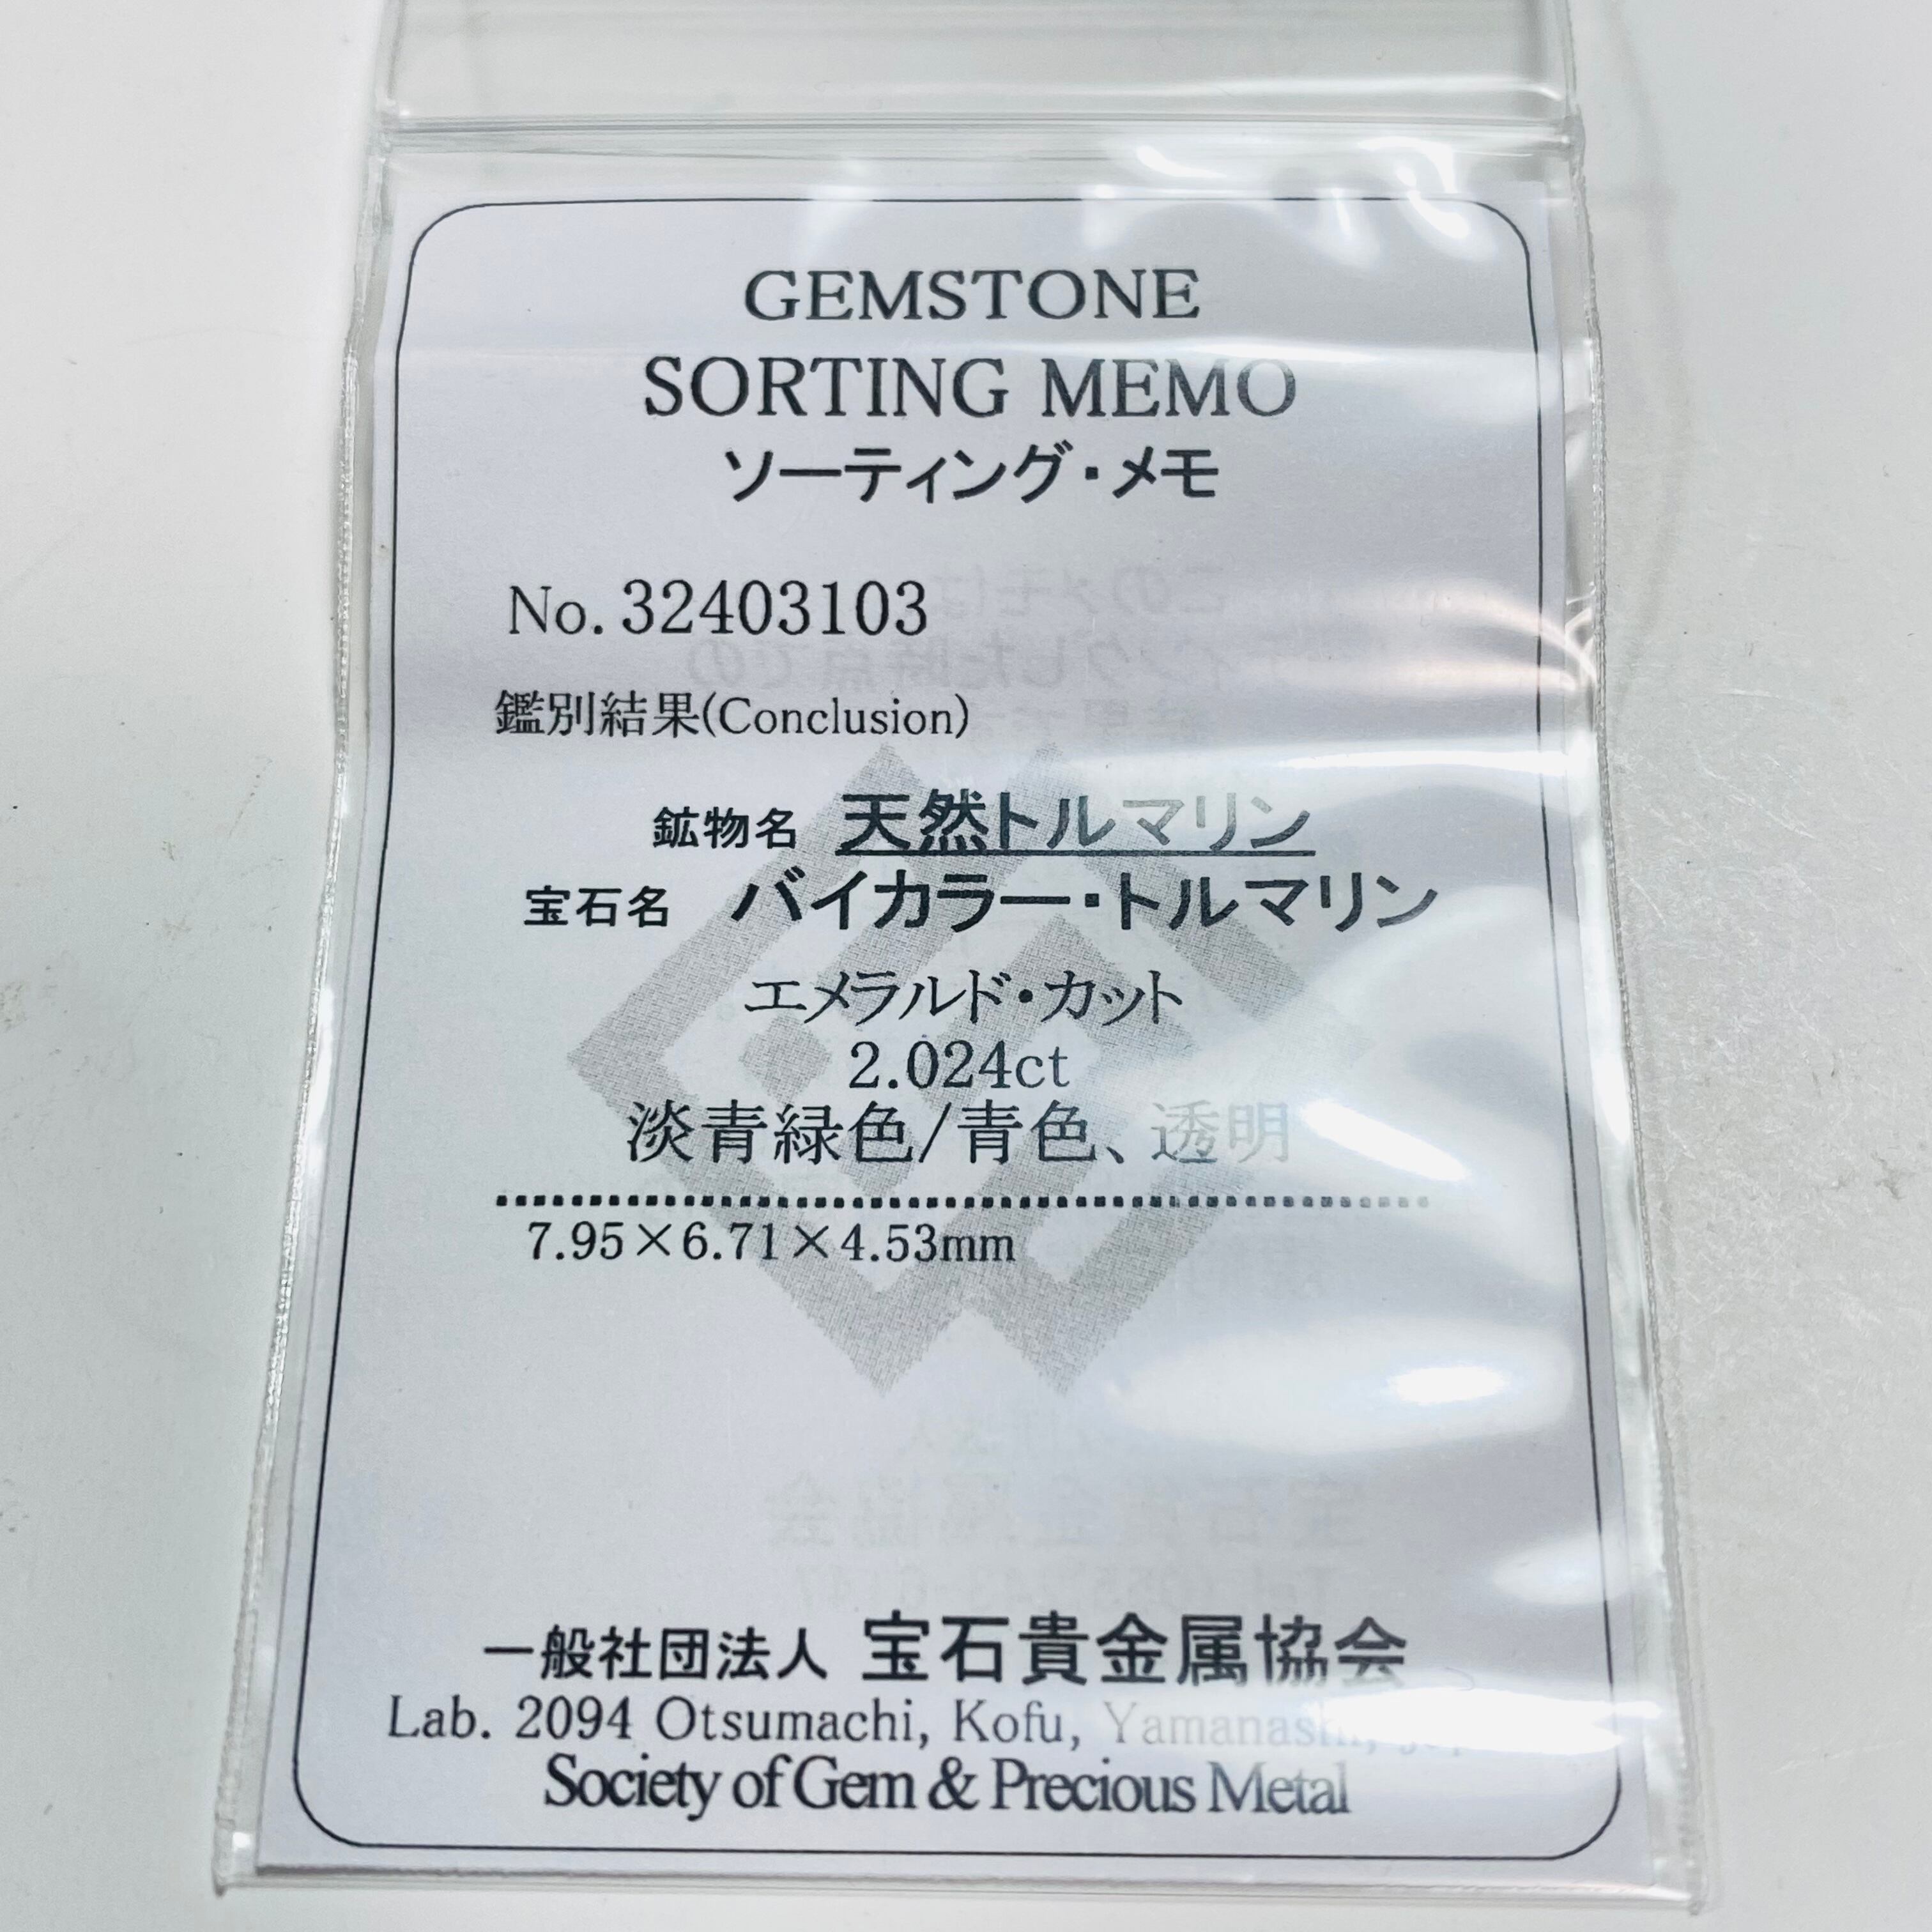 GEMSTONE
SORTING MEMO
ソーティング・メモ
No. 32403103
鑑別結果(Conclusion)
鉱物名 天然トルマリン
宝石名 バイカラー・トルマリン
エメラルド・カット
2.024ct
淡青緑色/青色、透明
7.95×6.71×4.53mm
一般社団法人 宝石貴金属協会
Lab. 2094 Otsumachi, Kofu, Yamanashi,
Society of Gem & Precious Metal